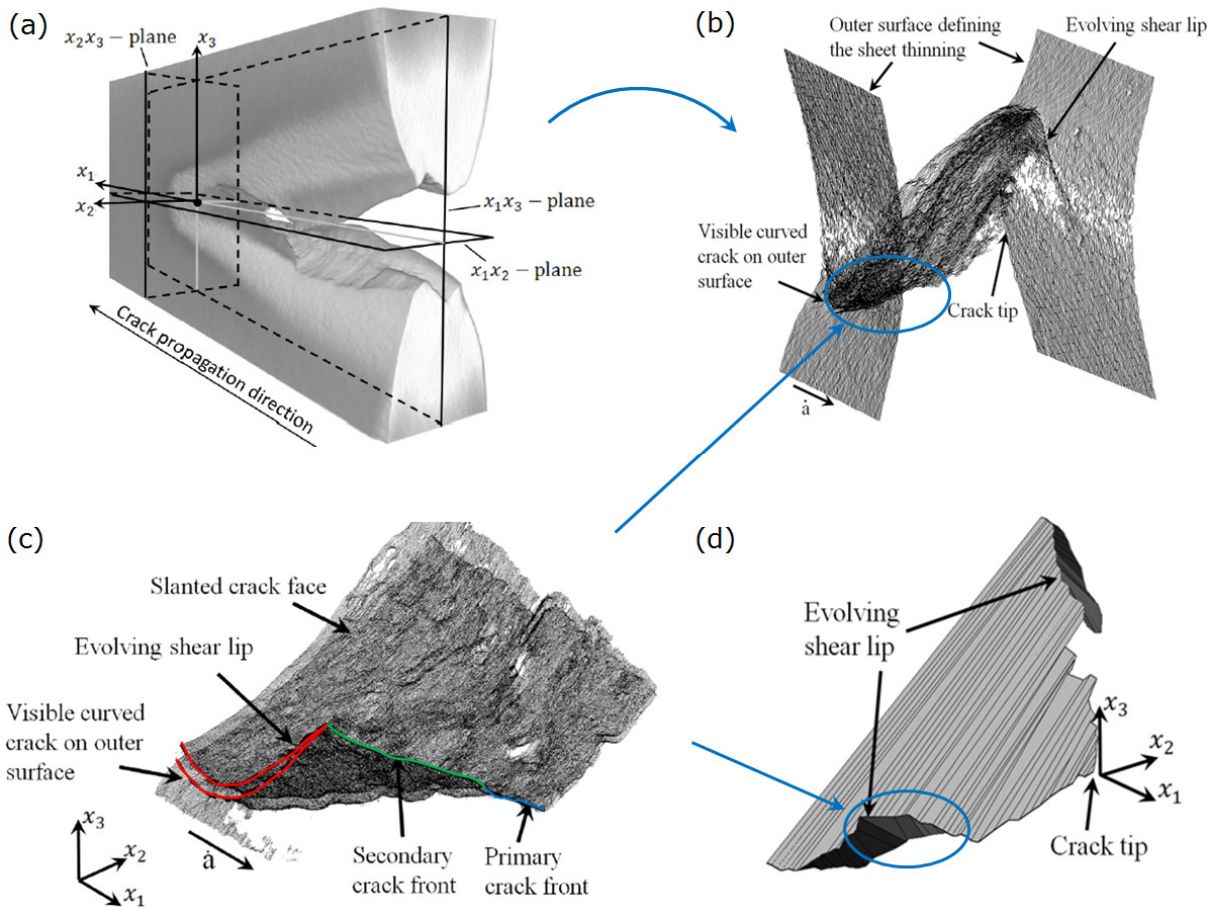 (a)
x₂x₃ − plane
x₃
x₁
x₂
x₁x₃ − plane
x₁x₂ − plane
Crack propagation direction
(b)
Outer surface defining
the sheet thinning
Evolving shear lip
Visible curved
crack on outer
surface
Crack tip
ȧ
(c)
Slanted crack face
Evolving shear lip
Visible curved
crack on outer
surface
x₃
x₂
x₁
ȧ
Secondary
crack front
Primary
crack front
(d)
Evolving
shear lip
x₃
x₂
x₁
Crack tip